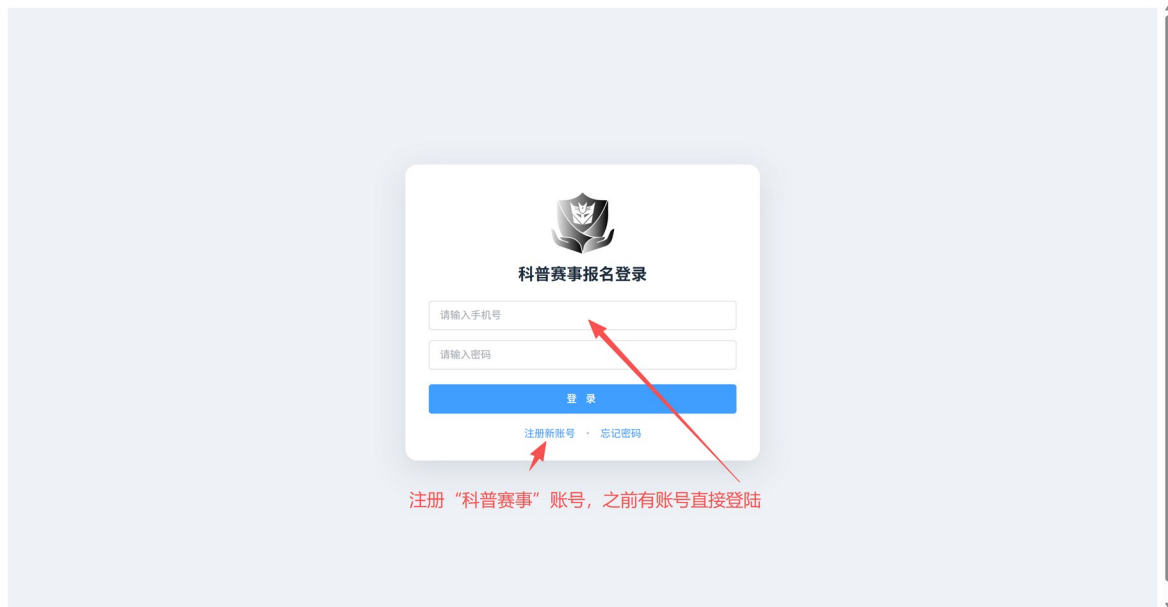 科普赛事报名登录
请输入手机号
请输入密码
登 录
注册新账号 · 忘记密码
注册“科普赛事”账号，之前有账号直接登陆